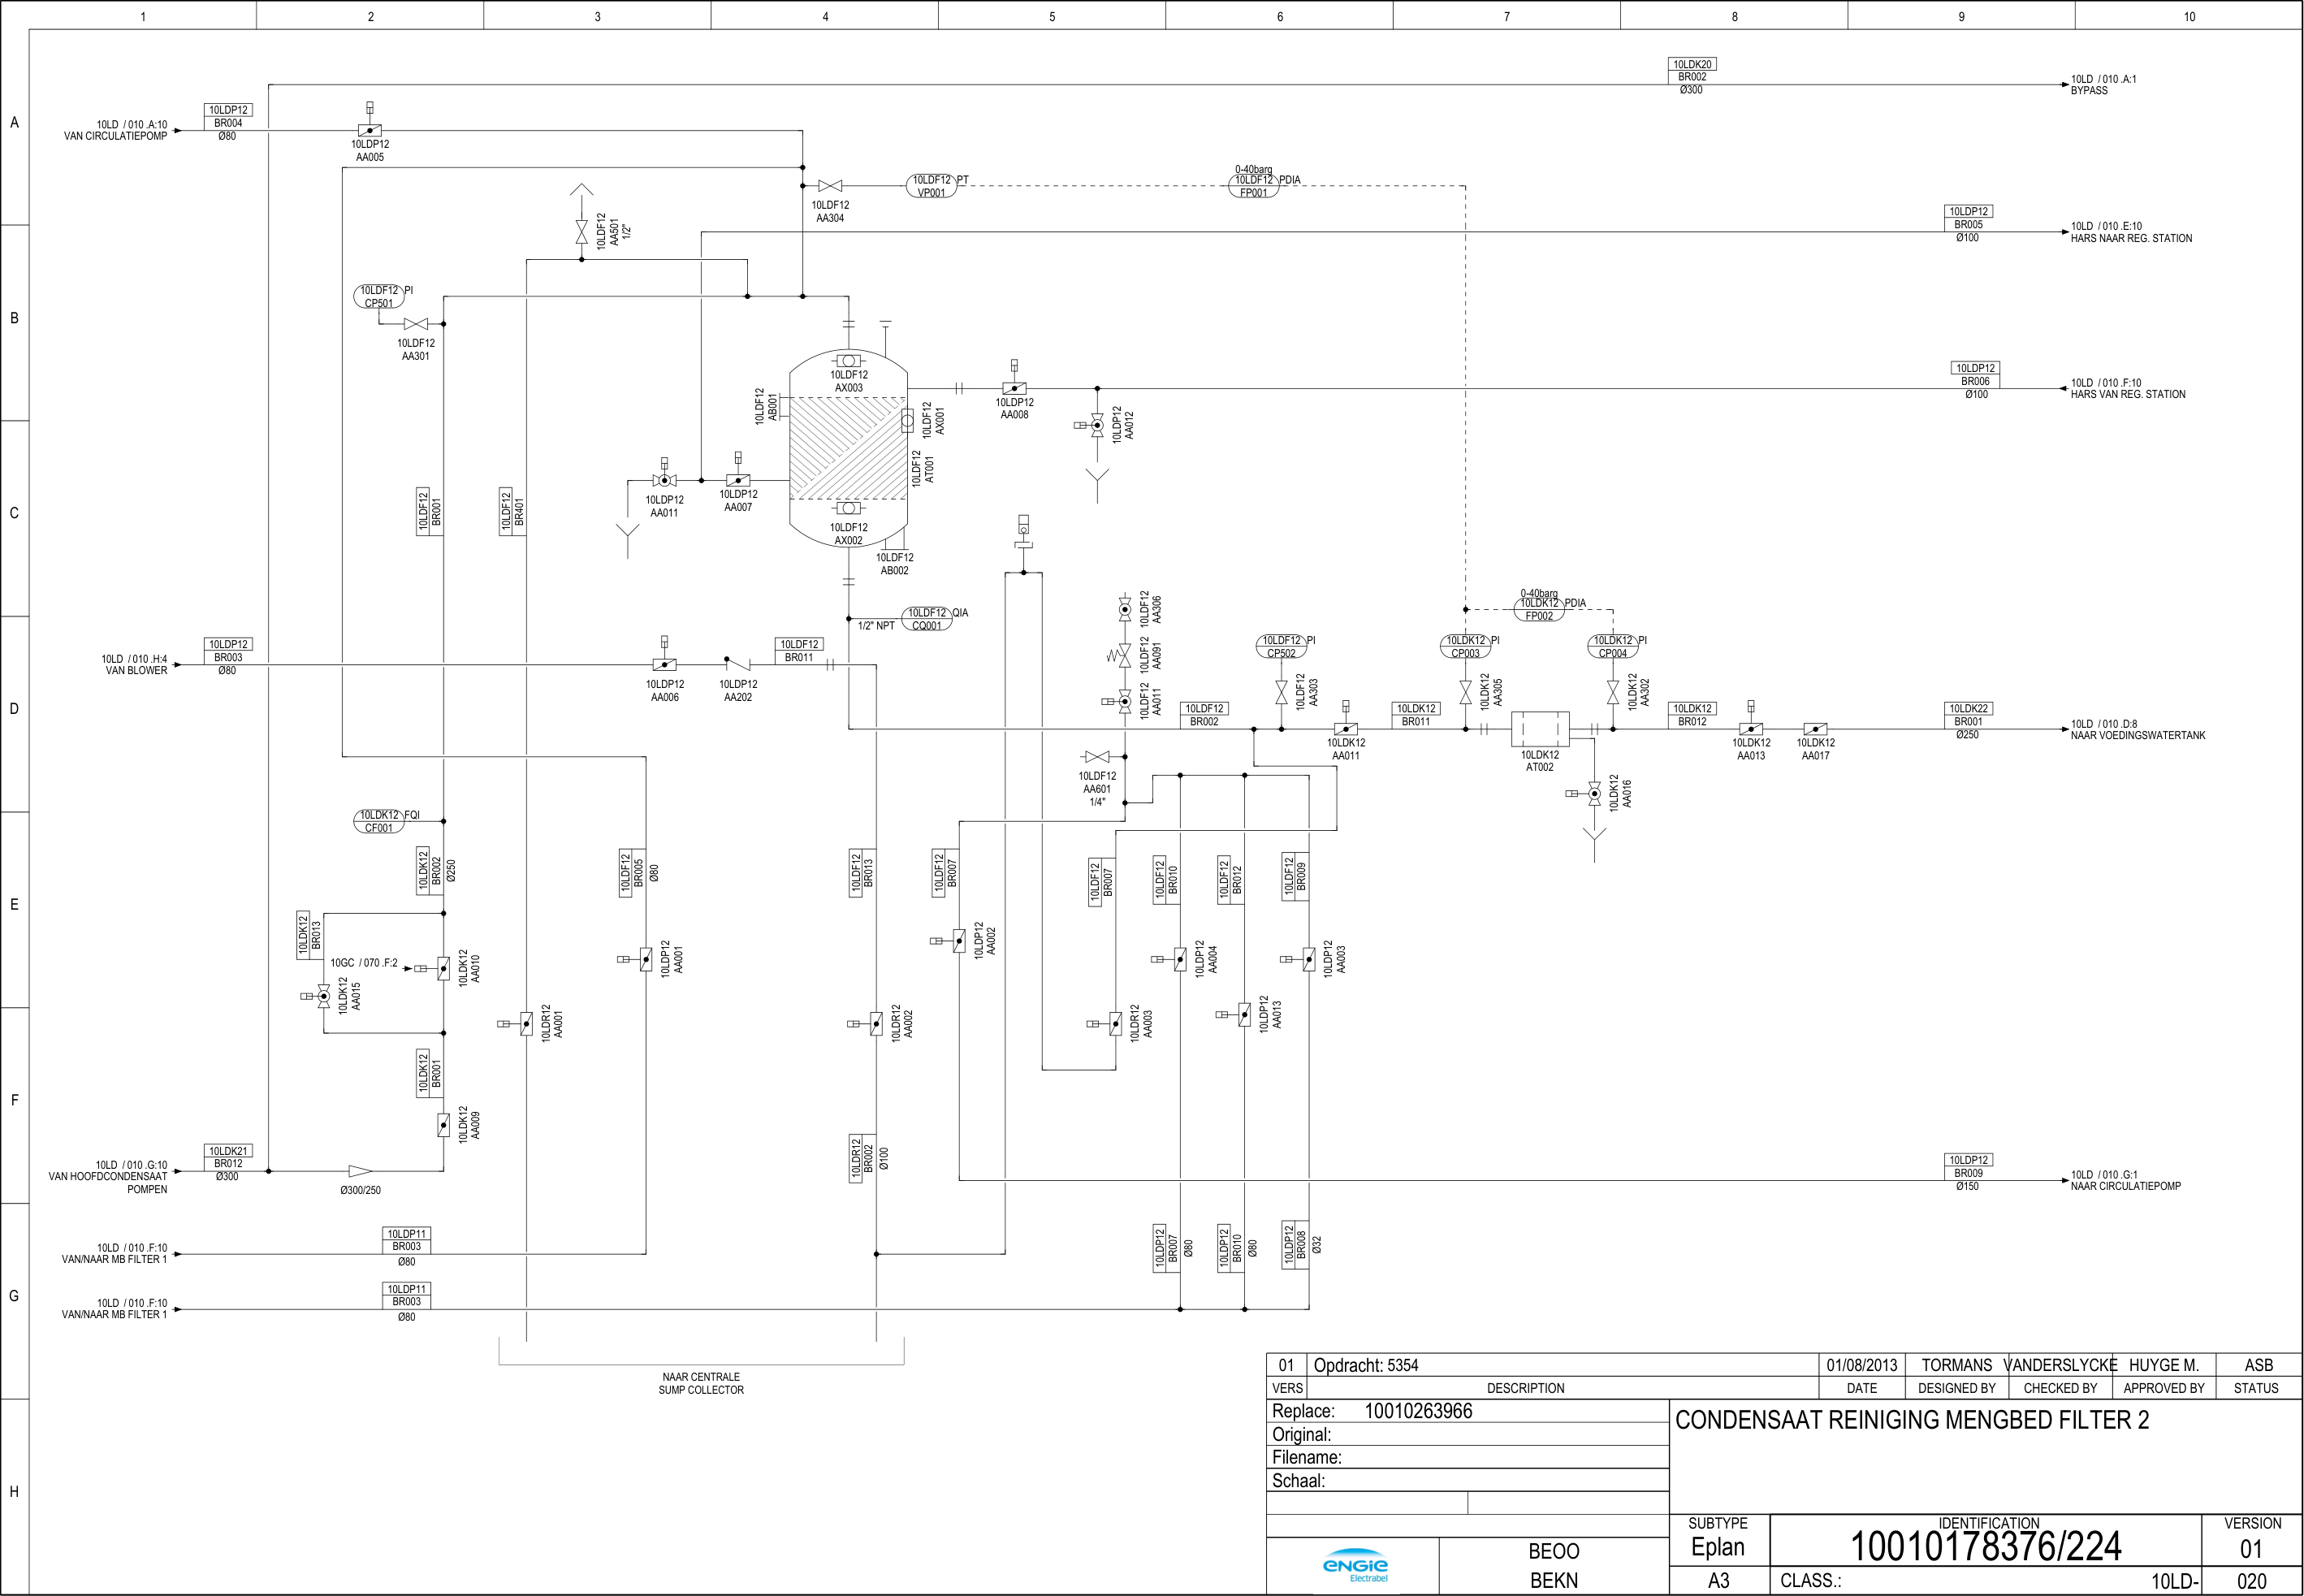 1 2 3 4 5 6 7 8 9 10
A
B
C
D
E
F
G
H
10LDK20
BR002
Ø300
10LD / 010 .A:1
BYPASS
10LD / 010 .A:10
VAN CIRCULATIEPOMP
10LDP12
BR004
Ø80
10LDP12
AA005
10LDF12
AA304
10LDF12 PT
VP001
0-40barg
10LDF12 PDIA
FP001
10LDF12
AA501
1/2"
10LDP12
BR005
Ø100
10LD / 010 .E:10
HARS NAAR REG. STATION
10LDF12 PI
CP501
10LDF12
AA301
10LDF12
AX003
10LDF12
AB001
10LDF12
AX001
10LDF12
AT001
10LDP12
AA008
10LDP12
AA012
10LDP12
BR006
Ø100
10LD / 010 .F:10
HARS VAN REG. STATION
10LDF12
BR001
10LDF12
BR401
10LDP12
AA011
10LDP12
AA007
10LDF12
AX002
10LDF12
AB002
1/2" NPT
10LDF12 QIA
CQ001
10LDF12
AA306
10LDF12
AA091
10LDF12
AA011
0-40barg
10LDK12 PDIA
FP002
10LDF12 PI
CP502
10LDK12 PI
CP003
10LDK12 PI
CP004
10LD / 010 .H:4
VAN BLOWER
10LDP12
BR003
Ø80
10LDP12
AA006
10LDP12
AA202
10LDF12
BR011
10LDF12
AA303
10LDK12
AA305
10LDK12
AA302
10LDF12
BR002
10LDK12
AA011
10LDK12
BR011
10LDK12
AT002
10LDK12
BR012
10LDK12
AA013
10LDK12
AA017
10LDK22
BR001
Ø250
10LD / 010 .D:8
NAAR VOEDINGSWATERTANK
10LDF12
AA601
1/4"
10LDK12
AA016
10LDK12 FQI
CF001
10LDK12
BR002
Ø250
10LDF12
BR005
Ø80
10LDF12
BR013
10LDF12
BR007
10LDF12
BR007
10LDF12
BR010
10LDF12
BR012
10LDF12
BR009
10LDK12
BR013
10GC / 070 .F:2
10LDK12
AA010
10LDK12
AA015
10LDP12
AA001
10LDP12
AA002
10LDP12
AA004
10LDP12
AA003
10LDR12
AA001
10LDR12
AA002
10LDR12
AA003
10LDP12
AA013
10LDK12
BR001
10LDK12
AA009
10LD / 010 .G:10
VAN HOOFDCONDENSAAT
POMPEN
10LDK21
BR012
Ø300
Ø300/250
10LDR12
BR002
Ø100
10LDP12
BR009
Ø150
10LD / 010 .G:1
NAAR CIRCULATIEPOMP
10LD / 010 .F:10
VAN/NAAR MB FILTER 1
10LDP11
BR003
Ø80
10LDP12
BR007
Ø80
10LDP12
BR010
Ø80
10LDP12
BR008
Ø32
10LD / 010 .F:10
VAN/NAAR MB FILTER 1
10LDP11
BR003
Ø80
NAAR CENTRALE
SUMP COLLECTOR
01 Opdracht: 5354 01/08/2013 TORMANS VANDERSLYCKE HUYGE M. ASB
VERS DESCRIPTION DATE DESIGNED BY CHECKED BY APPROVED BY STATUS
Replace: 10010263966
Original:
Filename:
Schaal:
CONDENSAAT REINIGING MENGBED FILTER 2
ENGIE
Electrabel
BEOO
BEKN
SUBTYPE IDENTIFICATION VERSION
Eplan 10010178376/224 01
A3 CLASS.: 10LD- 020